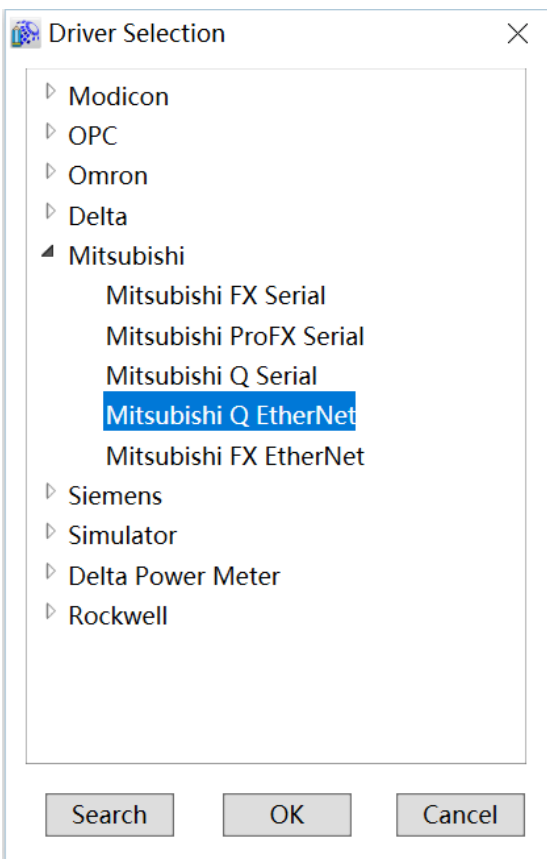 Driver Selection
Modicon
OPC
Omron
Delta
Mitsubishi
Mitsubishi FX Serial
Mitsubishi ProFX Serial
Mitsubishi Q Serial
Mitsubishi Q EtherNet
Mitsubishi FX EtherNet
Siemens
Simulator
Delta Power Meter
Rockwell
Search OK Cancel